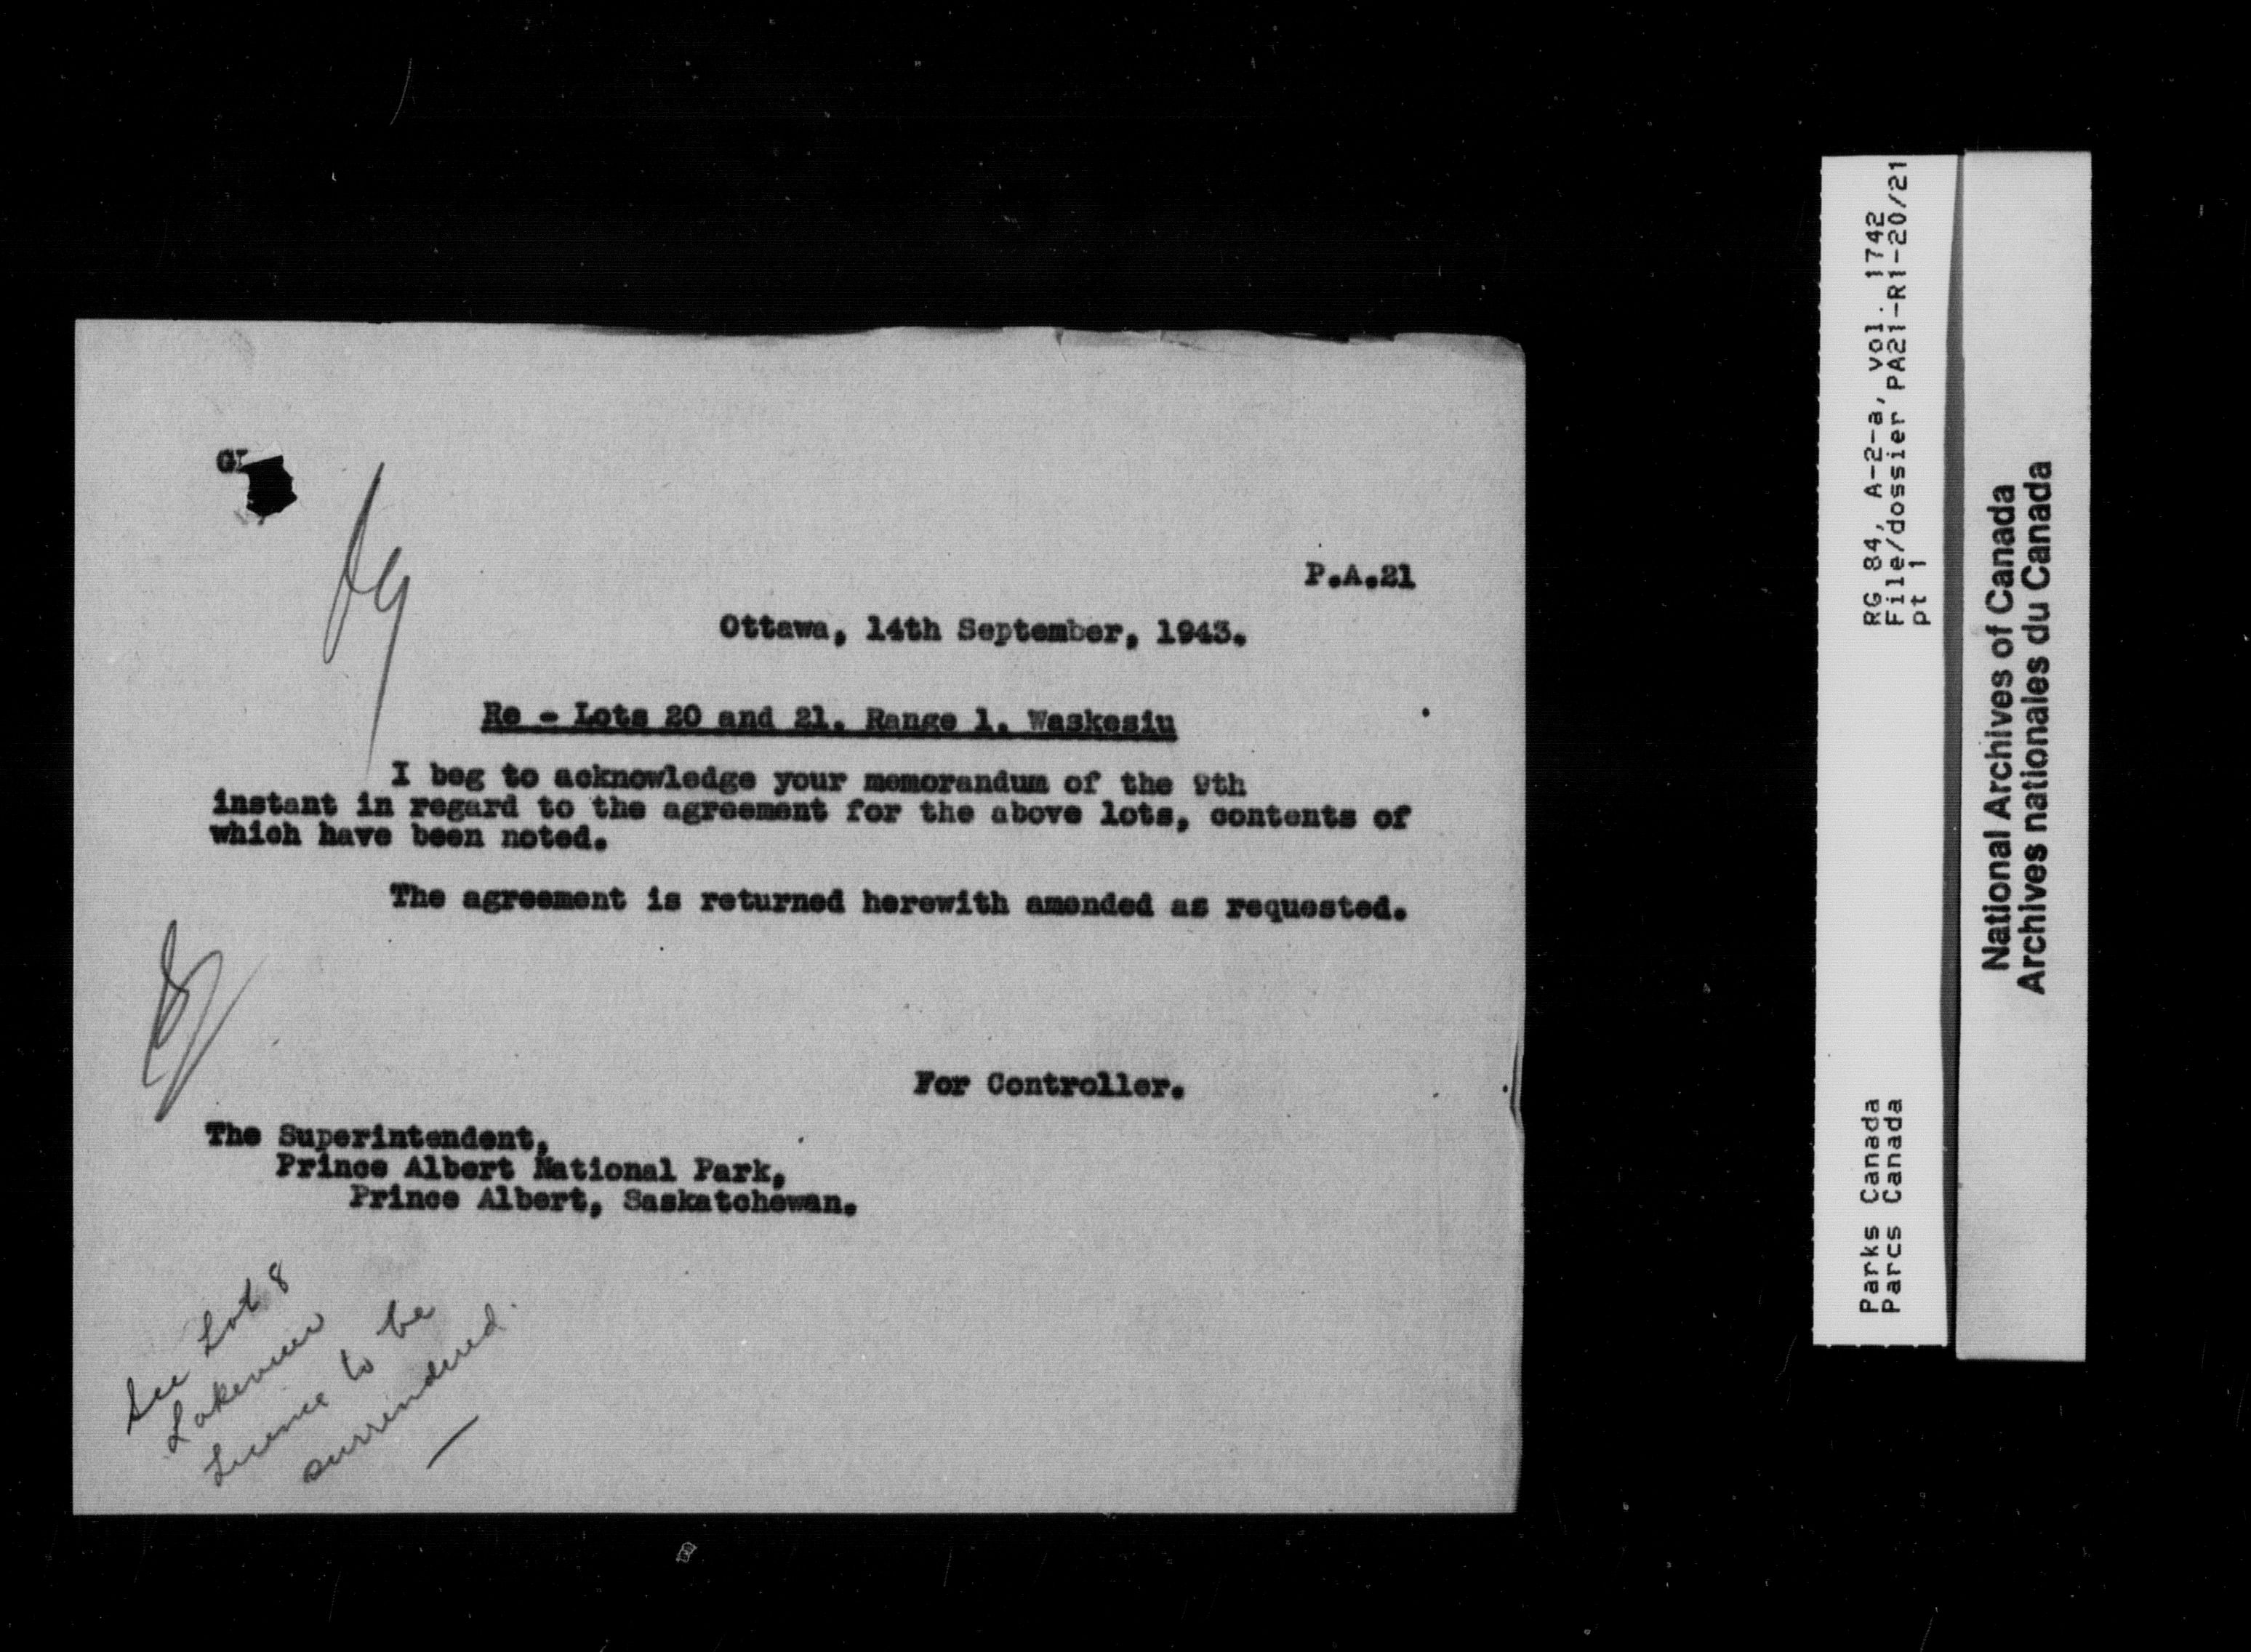 P.A.21
Ottawa, 14th September, 1943.
Re - Lots 20 and 21, Range 1, Waskesiu
I beg to acknowledge your memorandum of the 9th
instant in regard to the agreement for the above lots, contents of
which have been noted.
The agreement is returned herewith amended as requested.
For Controller.
The Superintendent,
Prince Albert National Park,
Prince Albert, Saskatchewan.
See Lot 8
Lakeview
Licence to be
surrendered.
RG 84, A-2-a, vol. 1742
File/dossier PA21-R1-20/21
pt 1
Parks Canada
Parcs Canada
National Archives of Canada
Archives nationales du Canada